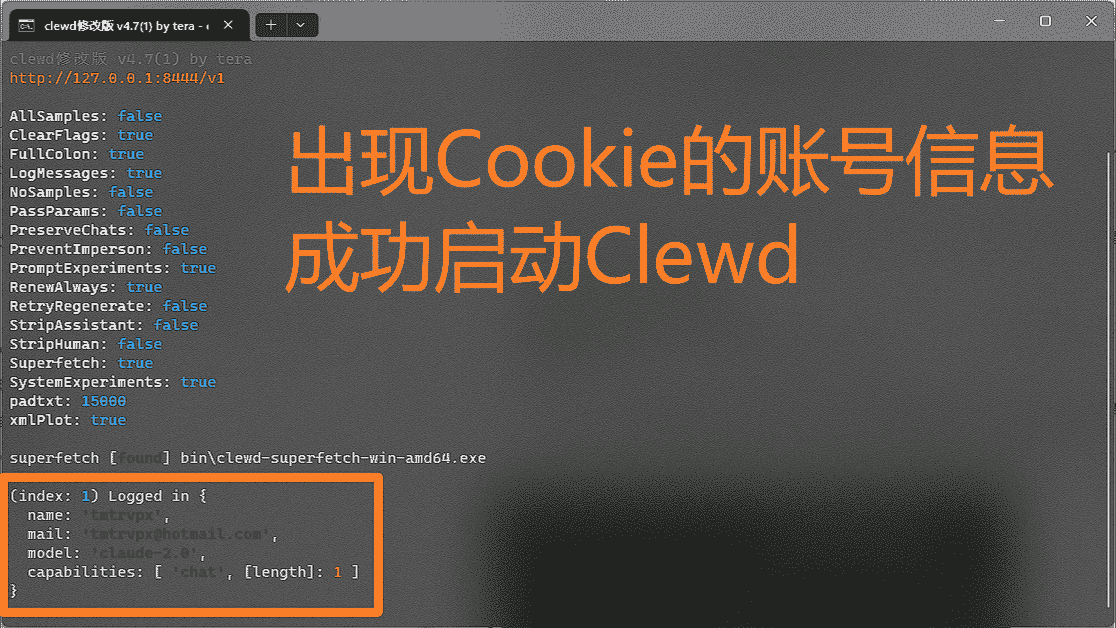 clewd修改版 v4.7(1) by tera - c
clewd修改版 v4.7(1) by tera
http://127.0.0.1:8444/v1
出现Cookie的账号信息
成功启动Clewd
AllSamples: false
ClearFlags: true
FullColon: true
LogMessages: true
NoSamples: false
PassParams: false
PreserveChats: false
PreventImperson: false
PromptExperiments: true
RenewAlways: true
RetryRegenerate: false
StripAssistant: false
StripHuman: false
Superfetch: true
SystemExperiments: true
padtxt: 15000
xmlPlot: true
superfetch [found] bin\clewd-superfetch-win-amd64.exe
(index: 1) Logged in {
name: 'tmtrvpx',
mail: 'tmtrvpx@hotmail.com',
model: 'claude-2.0',
capabilities: [ 'chat', [length]: 1 ]
}